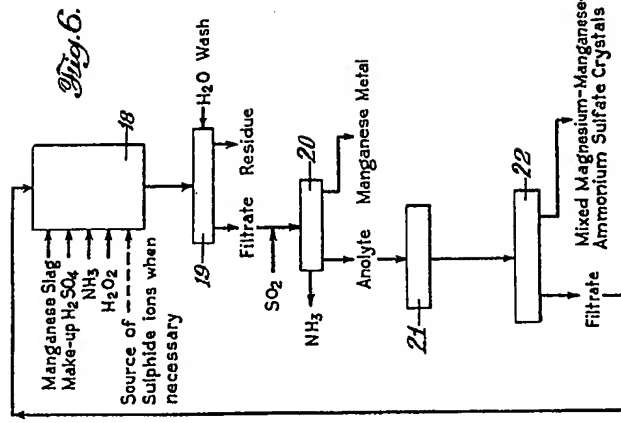 Fig. 6.
Manganese Slag
Make-up H2SO4
NH3
H2O2
Source of
Sulphide ions when
necessary
18
19
H2O Wash
Filtrate
Residue
SO2
20
NH3
Anolyte
Manganese Metal
21
22
Filtrate
Mixed Magnesium-Manganese-
Ammonium Sulfate Crystals